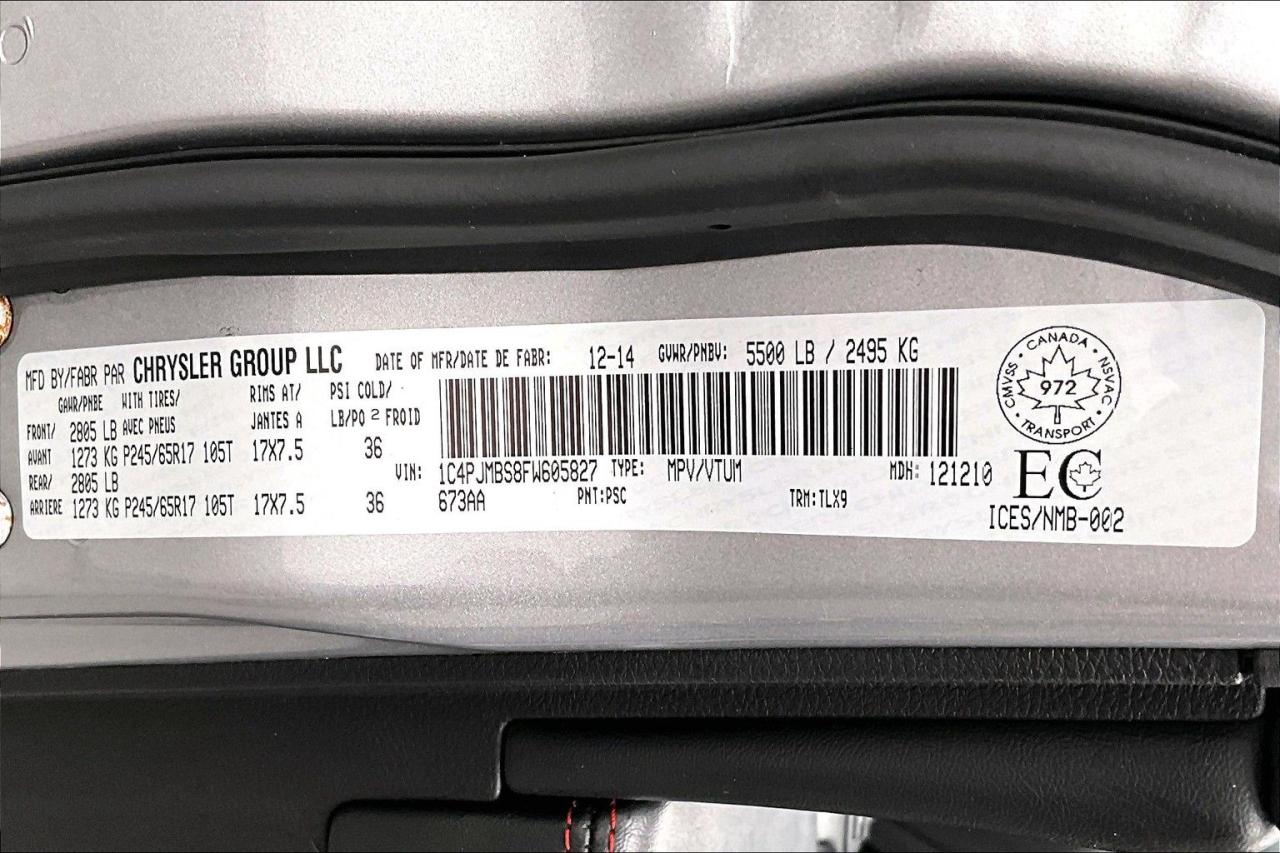 MFD BY/FABR PAR CHRYSLER GROUP LLC DATE OF MFR/DATE DE FABR: 12-14 GVWR/PNBV: 5500 LB / 2495 KG
GAWR/PNBE WITH TIRES/ RIMS AT/ PSI COLD/
AVEC PNEUS JANTES A LB/PO 2 FROID
FRONT/ 2805 LB
AVANT 1273 KG P245/65R17 105T 17X7.5 36
REAR/ 2805 LB
ARRIERE 1273 KG P245/65R17 105T 17X7.5 36
VIN: 1C4PJMBS8FW605827 TYPE: MPV/VTUM MDH: 121210
673AA PNT:PSC TRM:TLX9
CANADA
CMVSS 972 NSVAC
TRANSPORT
EC
ICES/NMB-002